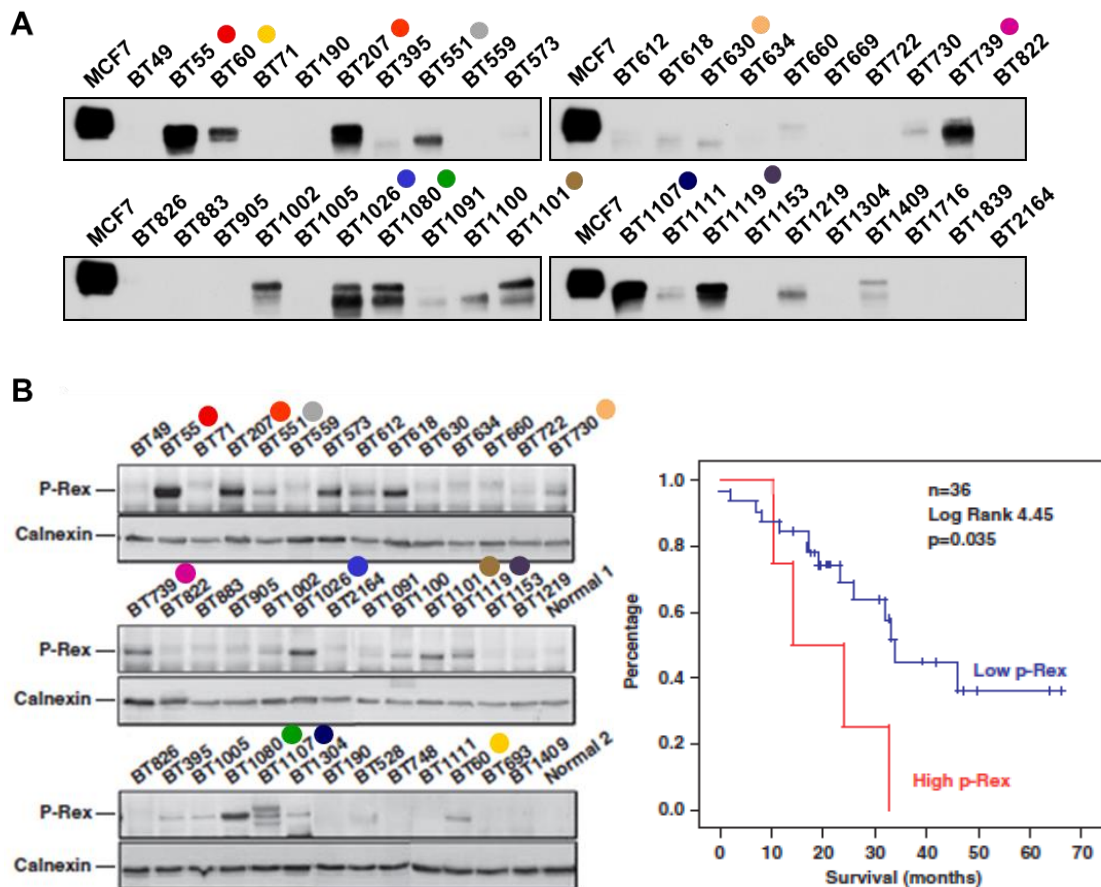 A
MCF7 BT49 BT55 BT60 BT71 BT190 BT207 BT395 BT551 BT559 BT573
MCF7 BT612 BT618 BT630 BT634 BT660 BT669 BT722 BT730 BT739 BT822
MCF7 BT826 BT883 BT905 BT1002 BT1005 BT1026 BT1080 BT1091 BT1100 BT1101
MCF7 BT1107 BT1111 BT1119 BT1153 BT1219 BT1304 BT1409 BT1716 BT1839 BT2164
B
BT49 BT55 BT71 BT207 BT551 BT559 BT573 BT612 BT618 BT630 BT634 BT660 BT722 BT730
P-Rex
Calnexin
BT739 BT822 BT883 BT905 BT1002 BT1026 BT2164 BT1091 BT1100 BT1101 BT1119 BT1153 BT1219 Normal 1
P-Rex
Calnexin
BT826 BT395 BT1005 BT1080 BT1107 BT1304 BT190 BT528 BT748 BT1111 BT60 BT693 BT1409 Normal 2
P-Rex
Calnexin
1.0
0.8
0.6
0.4
0.2
0.0
Percentage
n=36
Log Rank 4.45
p=0.035
Low p-Rex
High p-Rex
0 10 20 30 40 50 60 70
Survival (months)